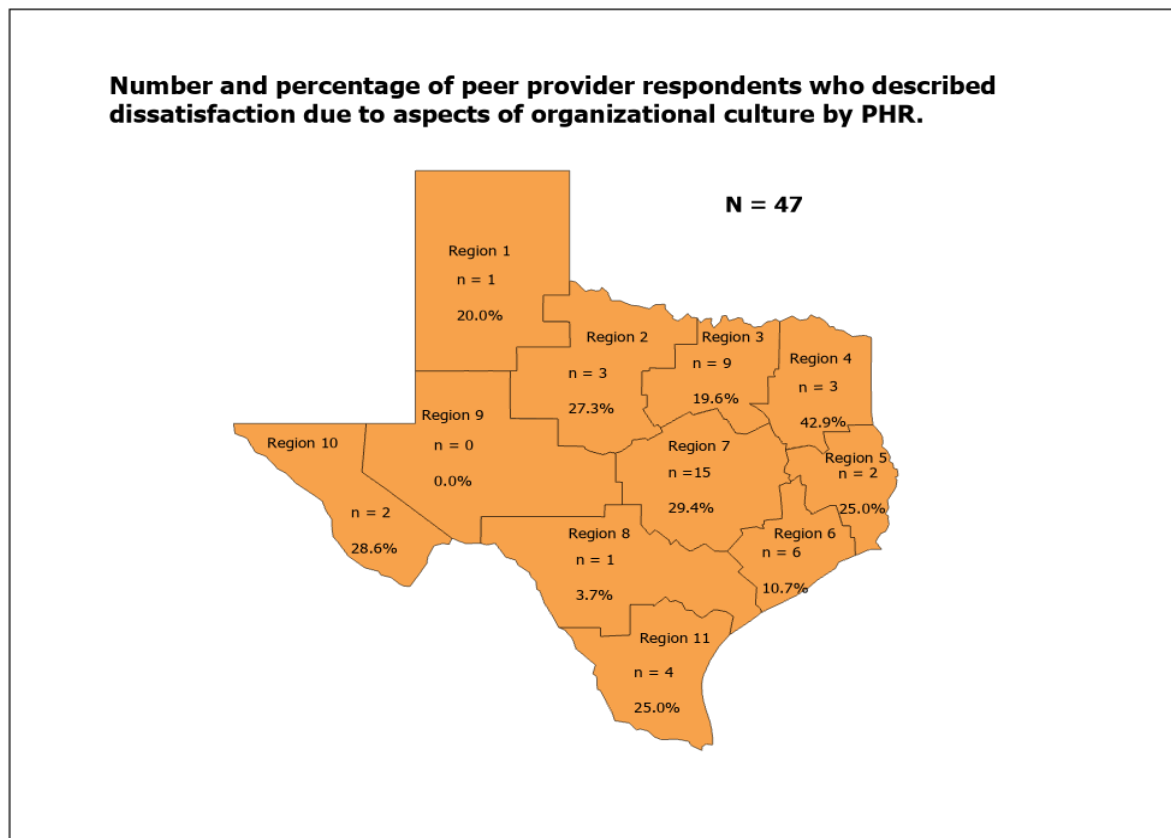 Number and percentage of peer provider respondents who described
dissatisfaction due to aspects of organizational culture by PHR.
N = 47
Region 1
n = 1
20.0%
Region 2
n = 3
27.3%
Region 3
n = 9
19.6%
Region 4
n = 3
42.9%
Region 9
n = 0
0.0%
Region 10
n = 2
28.6%
Region 7
n =15
29.4%
Region 5
n = 2
25.0%
Region 8
n = 1
3.7%
Region 6
n = 6
10.7%
Region 11
n = 4
25.0%